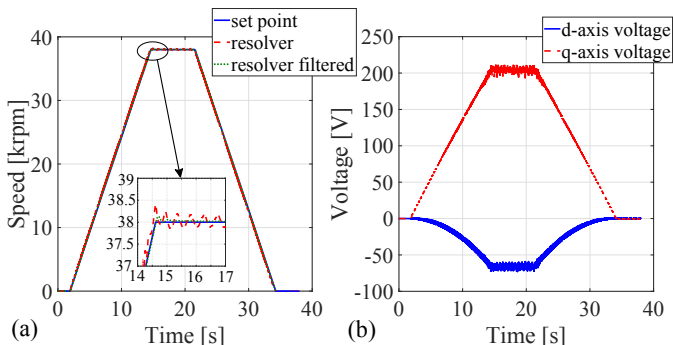 set point
resolver
resolver filtered
40
30
20
10
0
Speed [krpm]
39
38.5
38
37.5
37
14 15 16 17
0 10 20 30 40
(a) Time [s]
d-axis voltage
q-axis voltage
250
200
150
100
50
0
-50
-100
Voltage [V]
0 10 20 30 40
(b) Time [s]